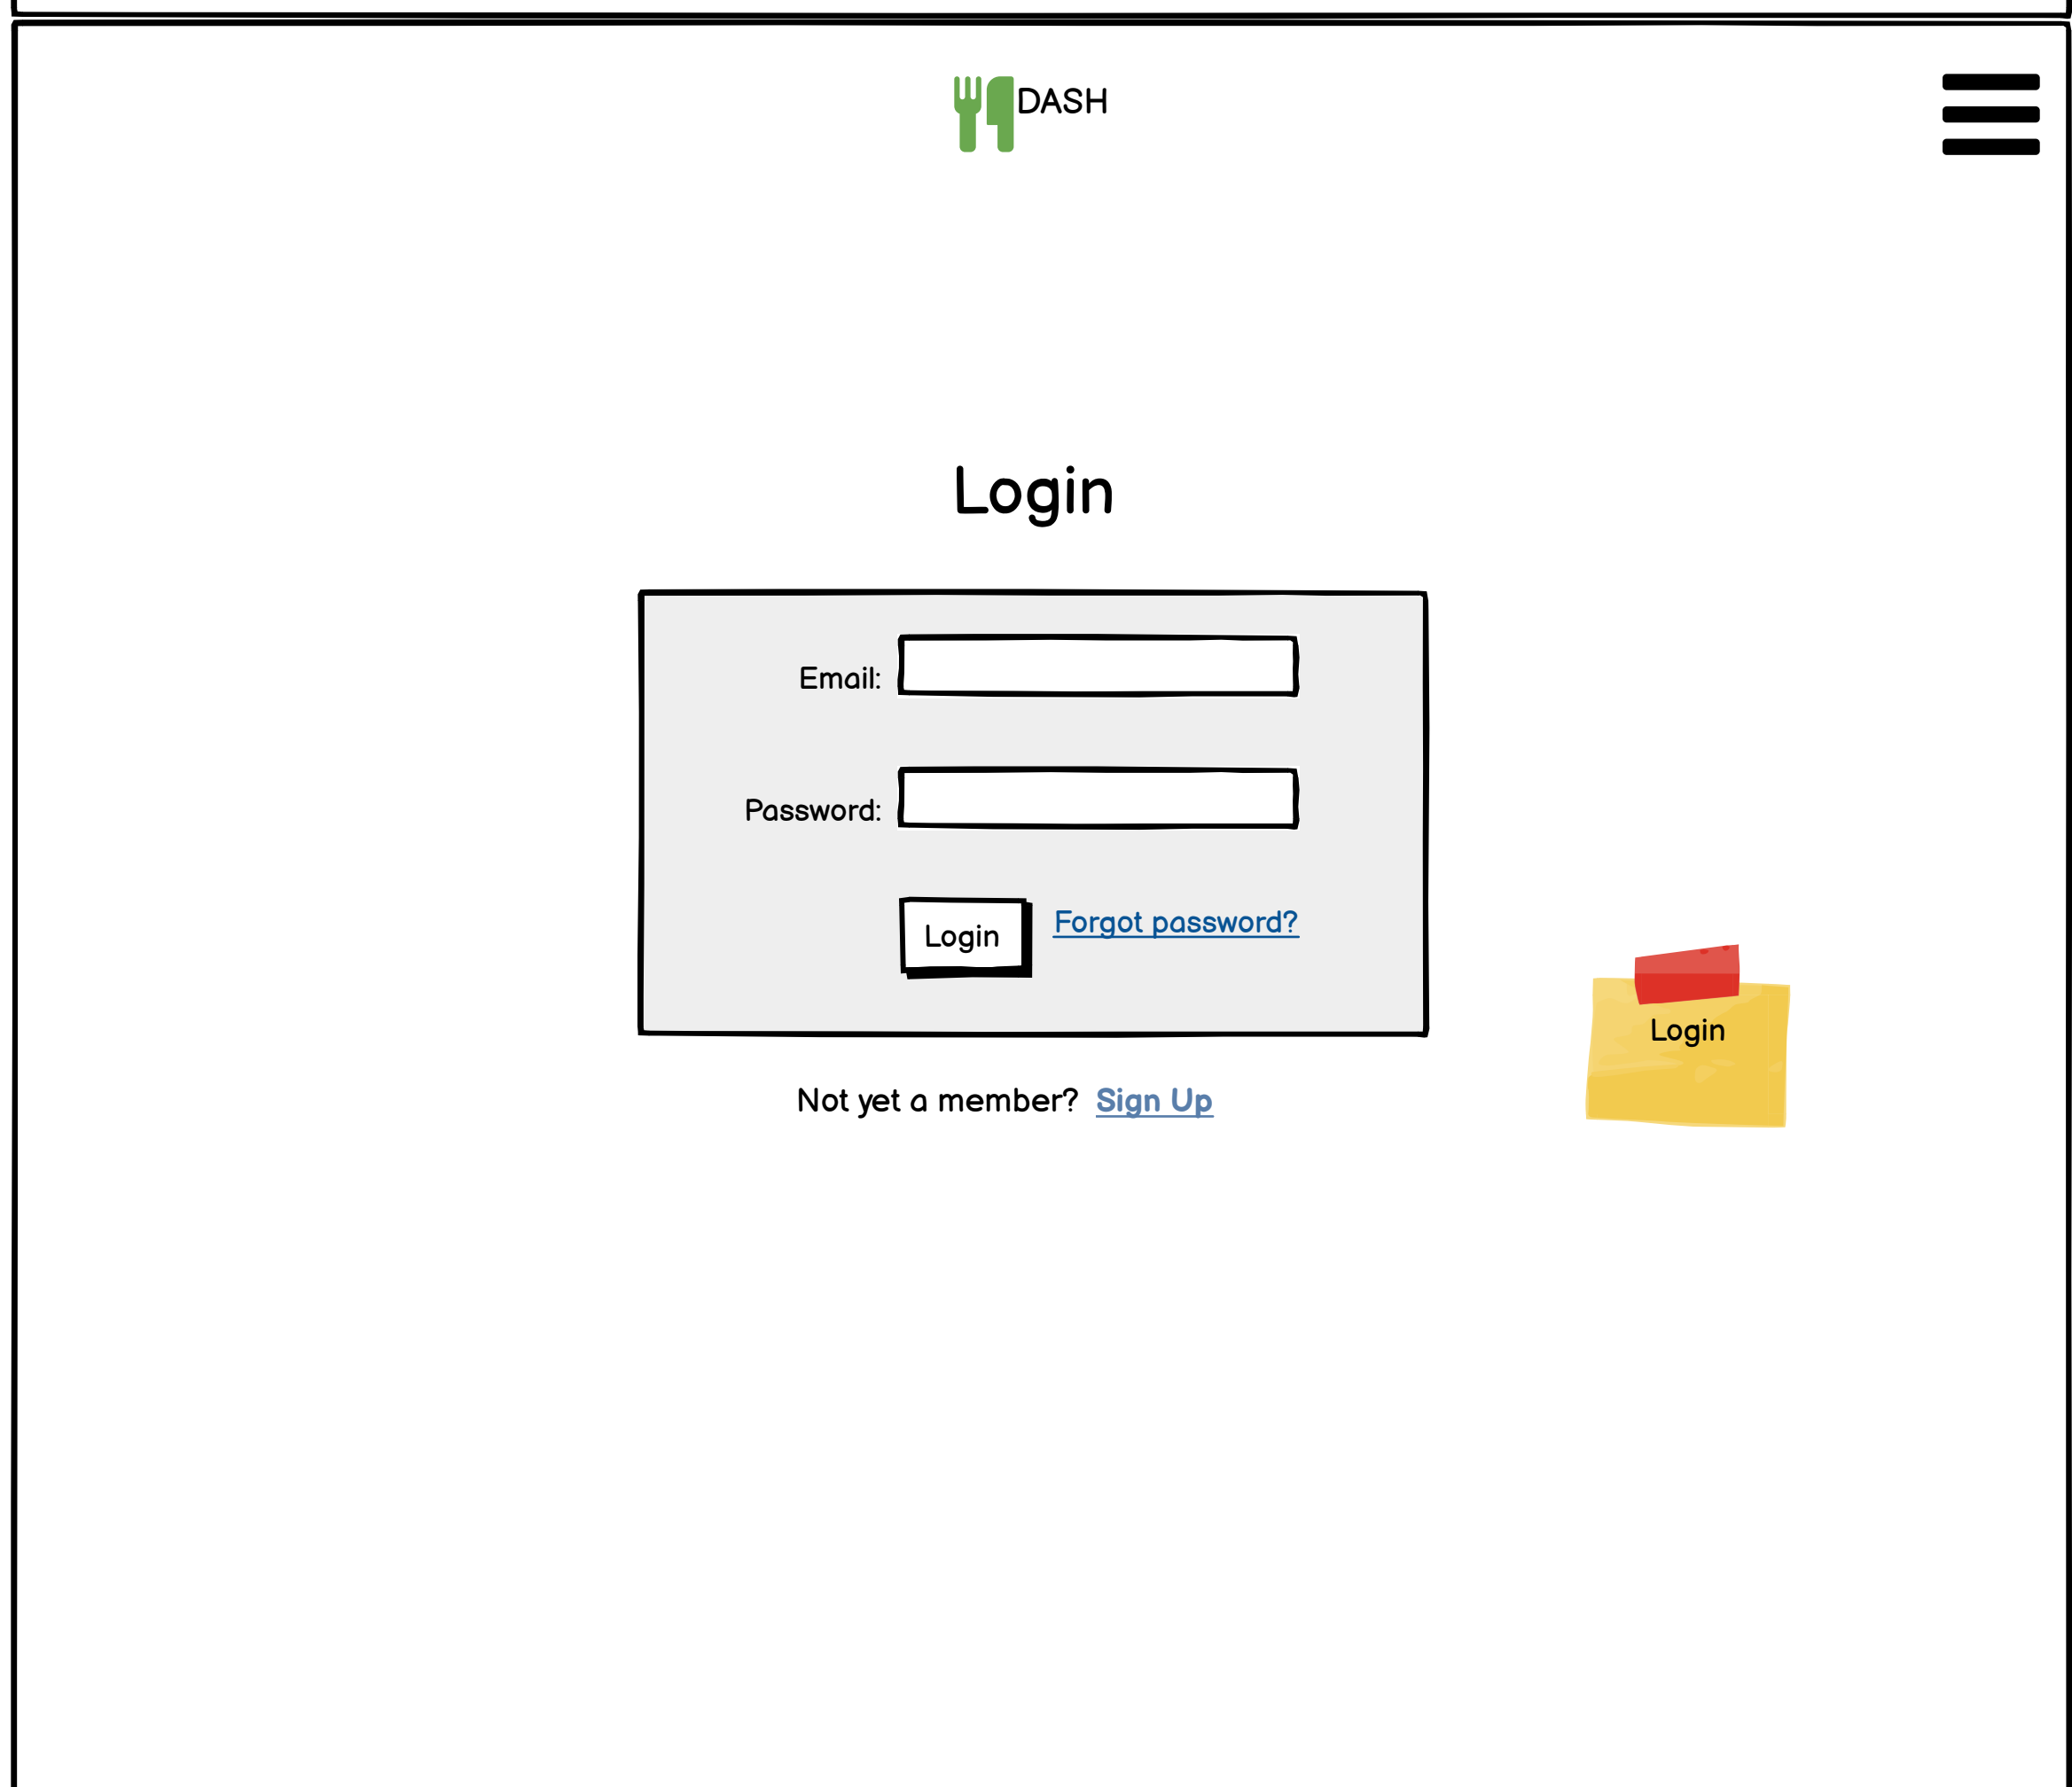 DASH
Login
Email:
Password:
Login Forgot password?
Login
Not yet a member? Sign Up